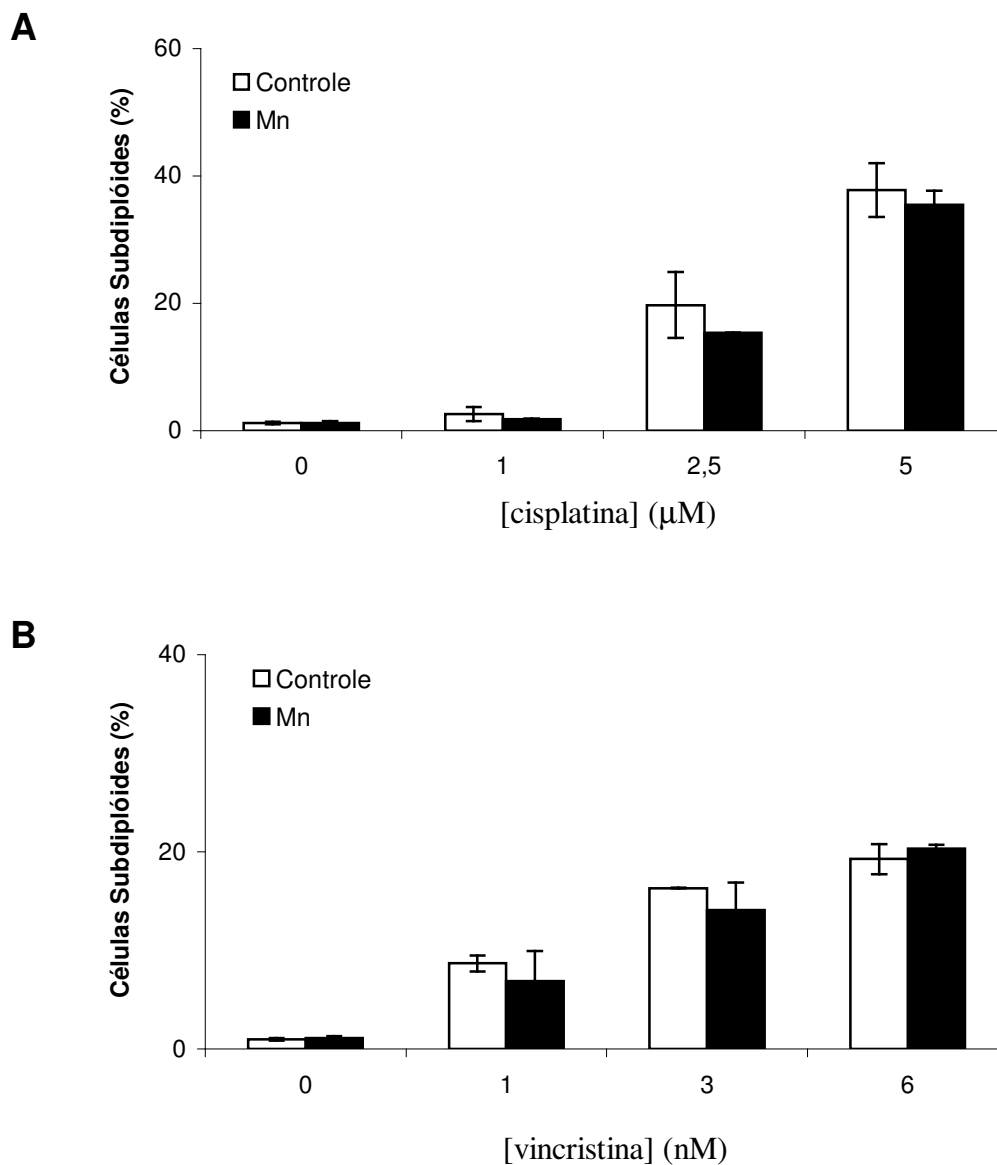 A
60
Controle
Mn
40
20
0
Células Subdiplóides (%)
0 1 2,5 5
[cisplatina] (μM)
B
40
Controle
Mn
20
0
Células Subdiplóides (%)
0 1 3 6
[vincristina] (nM)